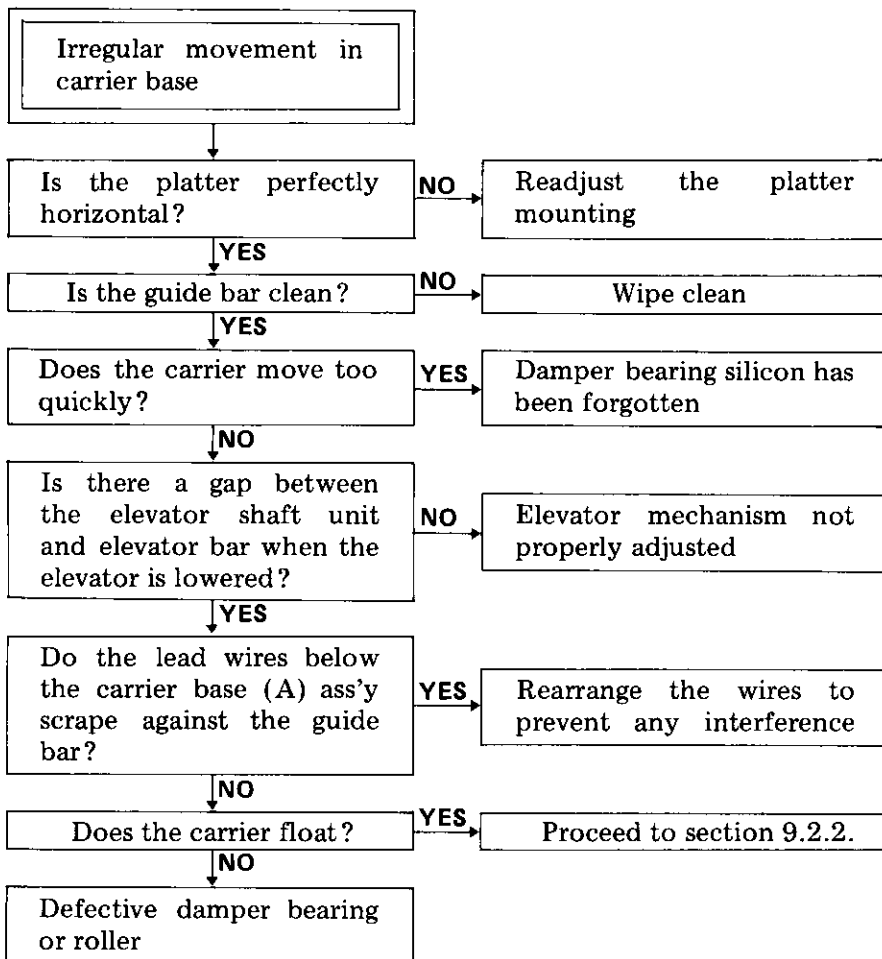 Irregular movement in
carrier base
Is the platter perfectly
horizontal?
NO
Readjust the platter
mounting
YES
Is the guide bar clean?
NO
Wipe clean
YES
Does the carrier move too
quickly?
YES
Damper bearing silicon has
been forgotten
NO
Is there a gap between
the elevator shaft unit
and elevator bar when the
elevator is lowered?
NO
Elevator mechanism not
properly adjusted
YES
Do the lead wires below
the carrier base (A) ass'y
scrape against the guide
bar?
YES
Rearrange the wires to
prevent any interference
NO
Does the carrier float?
YES
Proceed to section 9.2.2.
NO
Defective damper bearing
or roller